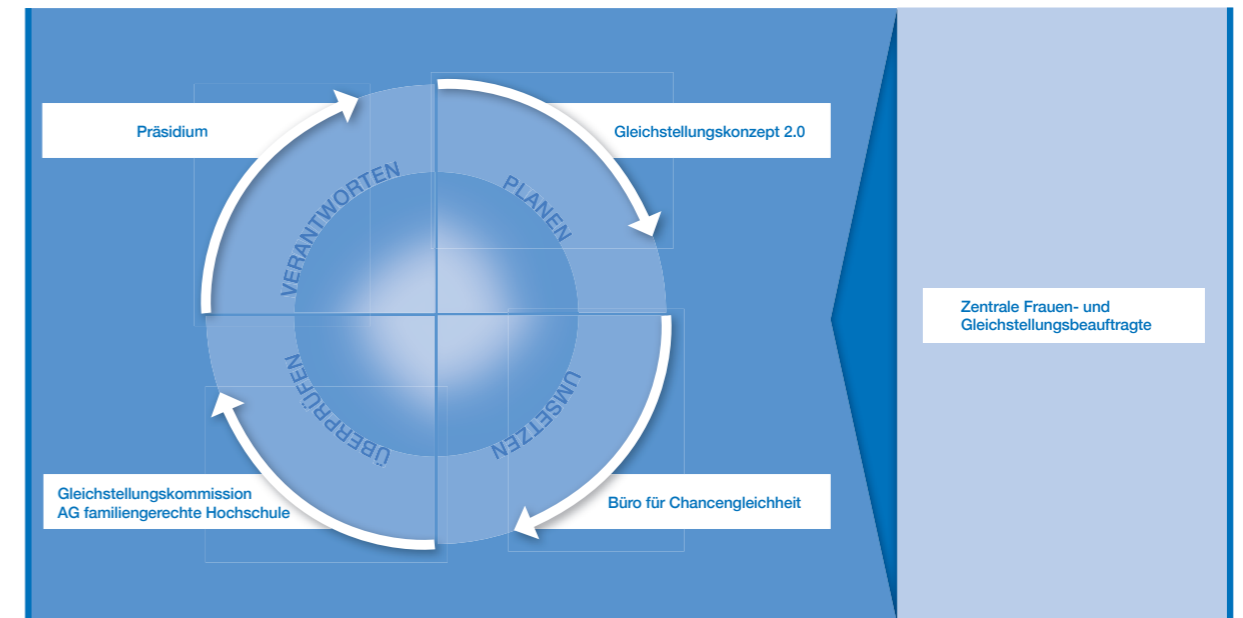 Präsidium
Gleichstellungskonzept 2.0
VERANTWORTEN
PLANEN
Zentrale Frauen- und
Gleichstellungsbeauftragte
ÜBERPRÜFEN
UMSETZEN
Gleichstellungskommission
AG familiengerechte Hochschule
Büro für Chancengleichheit